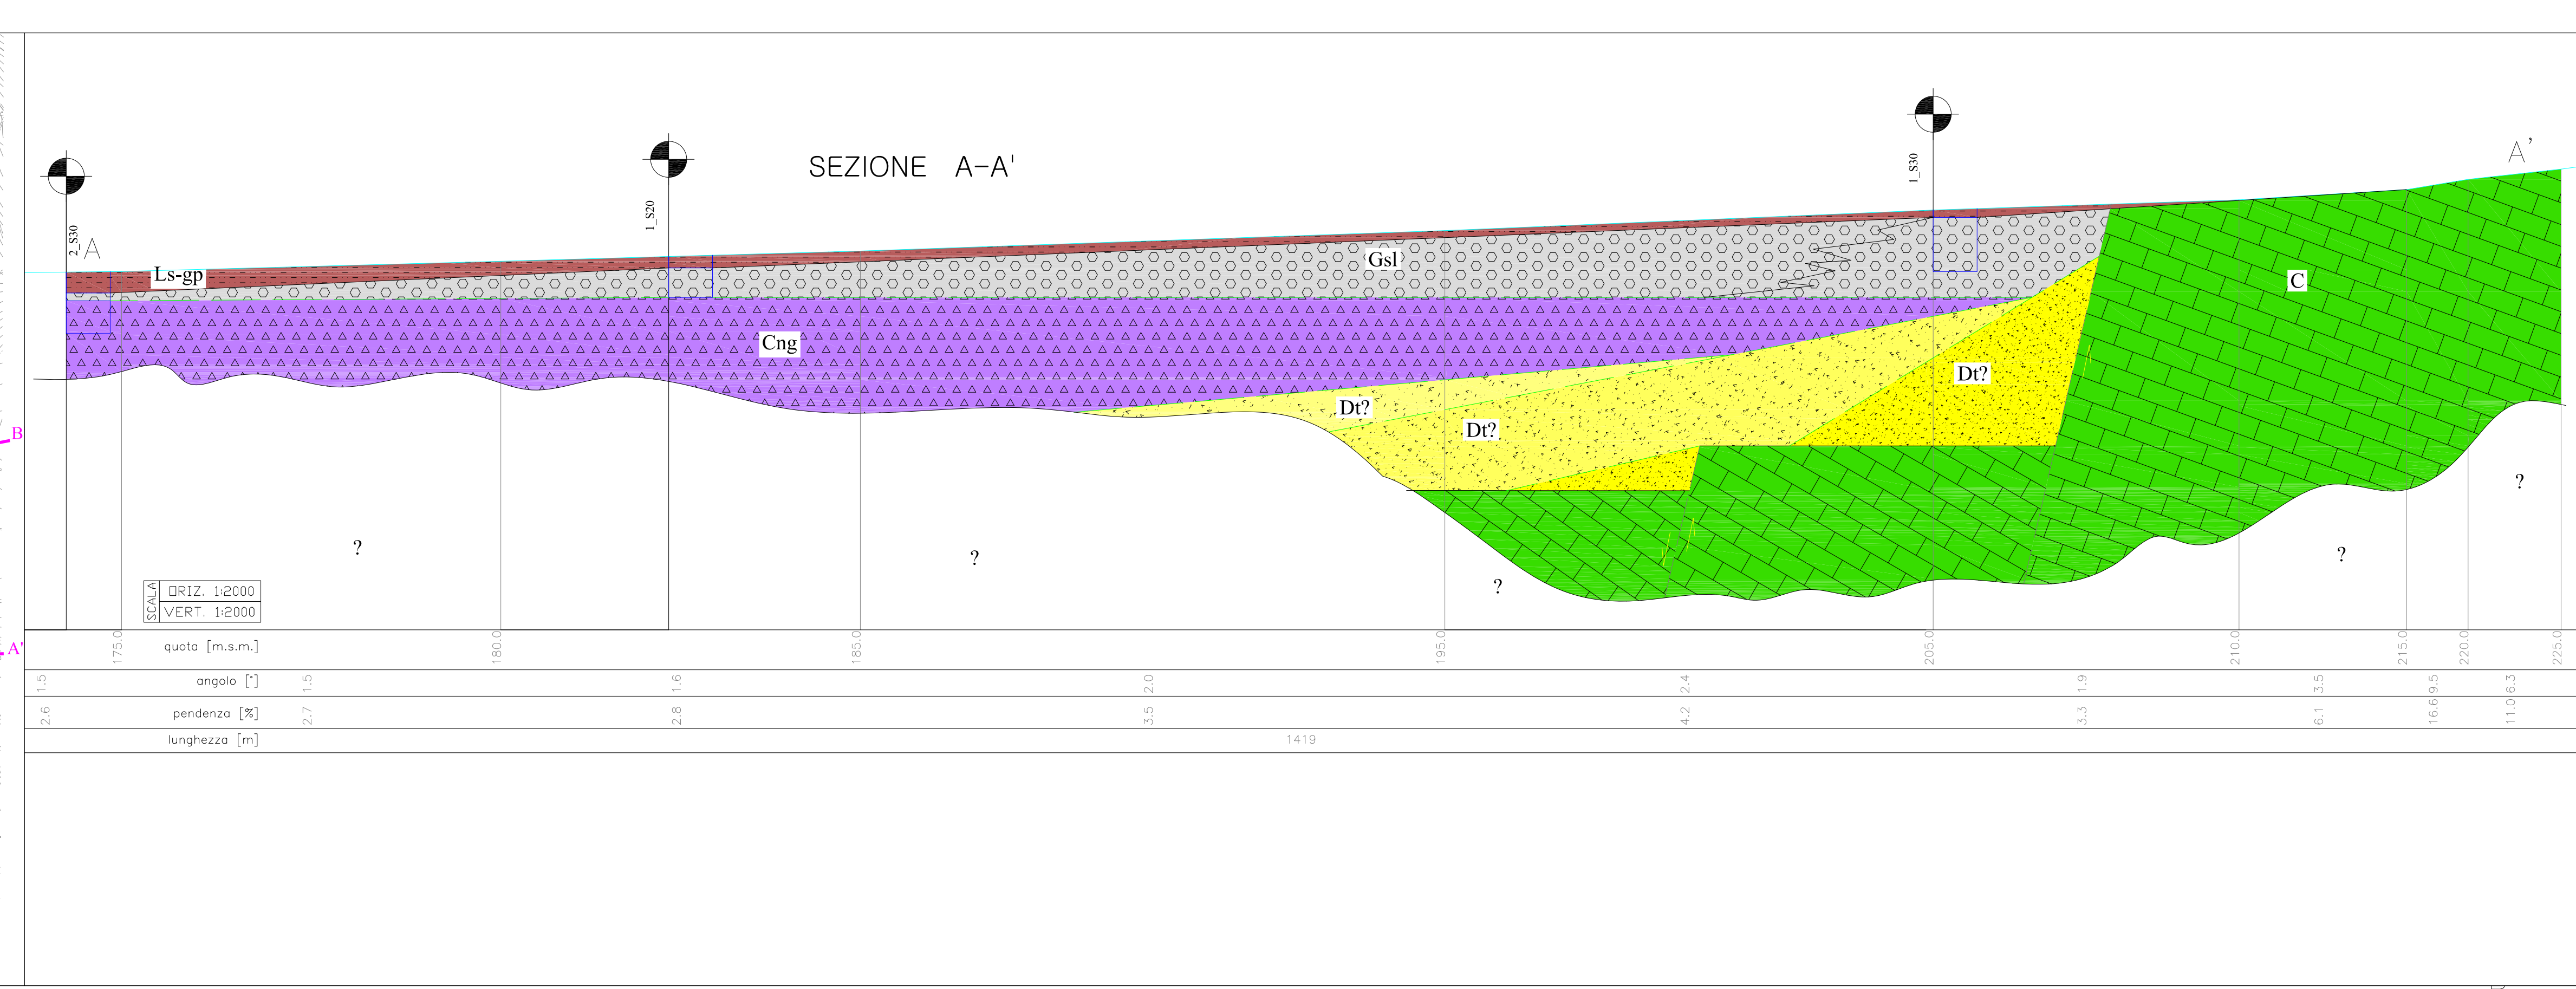 SEZIONE A-A'
2_S30
A
1_S20
1_S30
A'
Ls-gp
Gsl
C
Cng
Dt?
Dt?
Dt?
B
?
?
?
?
?
SCALA
ORIZ. 1:2000
VERT. 1:2000
A'
quota [m.s.m.] 175.0 180.0 185.0 195.0 205.0 210.0 215.0 220.0 225.0
angolo [°] 1.5 1.5 1.6 2.0 2.4 1.9 3.5 9.5 6.3
pendenza [%] 2.6 2.7 2.8 3.5 4.2 3.3 6.1 16.6 11.0
lunghezza [m] 1419